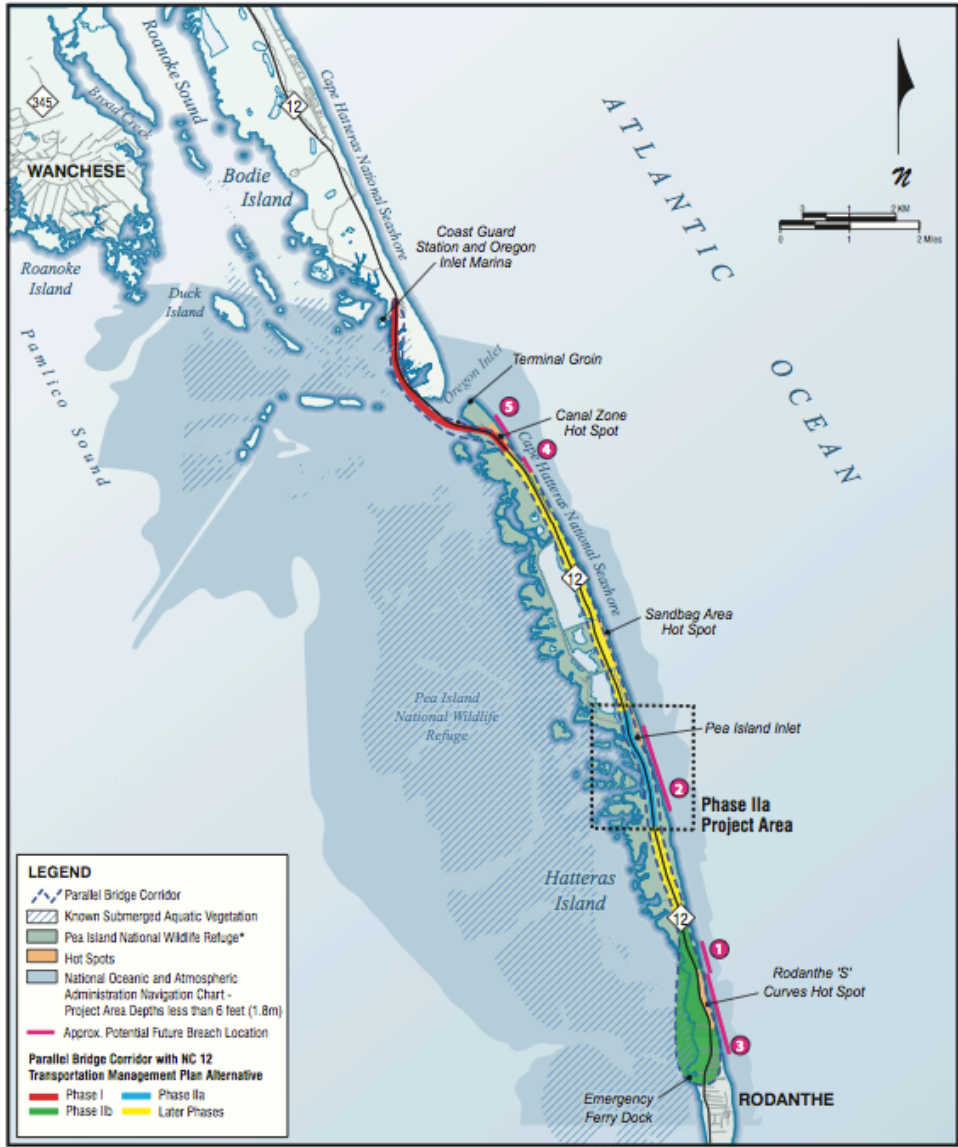 Roanoke Sound
345
Broad Creek
12
Cape Hatteras National Seashore
ATLANTIC
OCEAN
N
WANCHESE
Bodie
Island
Coast Guard
Station and Oregon
Inlet Marina
2 KM
0 1 2 Miles
Roanoke
Island
Duck
Island
Pamlico
Sound
Oregon Inlet
Terminal Groin
5
Canal Zone
Hot Spot
4
Cape Hatteras National Seashore
12
Sandbag Area
Hot Spot
Pea Island
National Wildlife
Refuge
Pea Island Inlet
2
Phase IIa
Project Area
Hatteras
Island
12
1
Rodanthe 'S'
Curves Hot Spot
3
Emergency
Ferry Dock
RODANTHE
LEGEND
Parallel Bridge Corridor
Known Submerged Aquatic Vegetation
Pea Island National Wildlife Refuge*
Hot Spots
National Oceanic and Atmospheric
Administration Navigation Chart -
Project Area Depths less than 6 feet (1.8m)
Approx. Potential Future Breach Location
Parallel Bridge Corridor with NC 12
Transportation Management Plan Alternative
Phase I Phase IIa
Phase IIb Later Phases